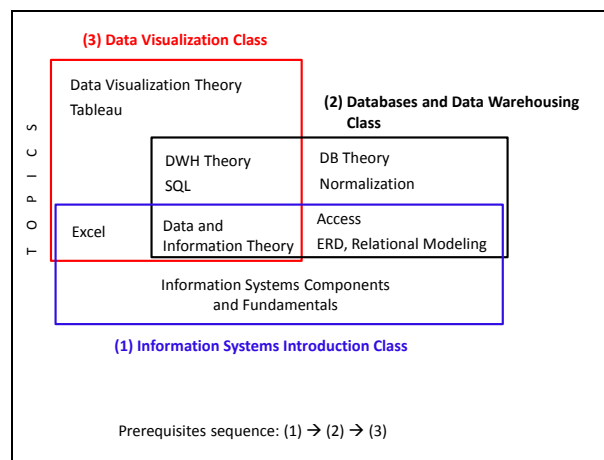 (3) Data Visualization Class
Data Visualization Theory
Tableau
(2) Databases and Data Warehousing
Class
TOPICS
DWH Theory
SQL
DB Theory
Normalization
Excel
Data and
Information Theory
Access
ERD, Relational Modeling
Information Systems Components
and Fundamentals
(1) Information Systems Introduction Class
Prerequisites sequence: (1) → (2) → (3)